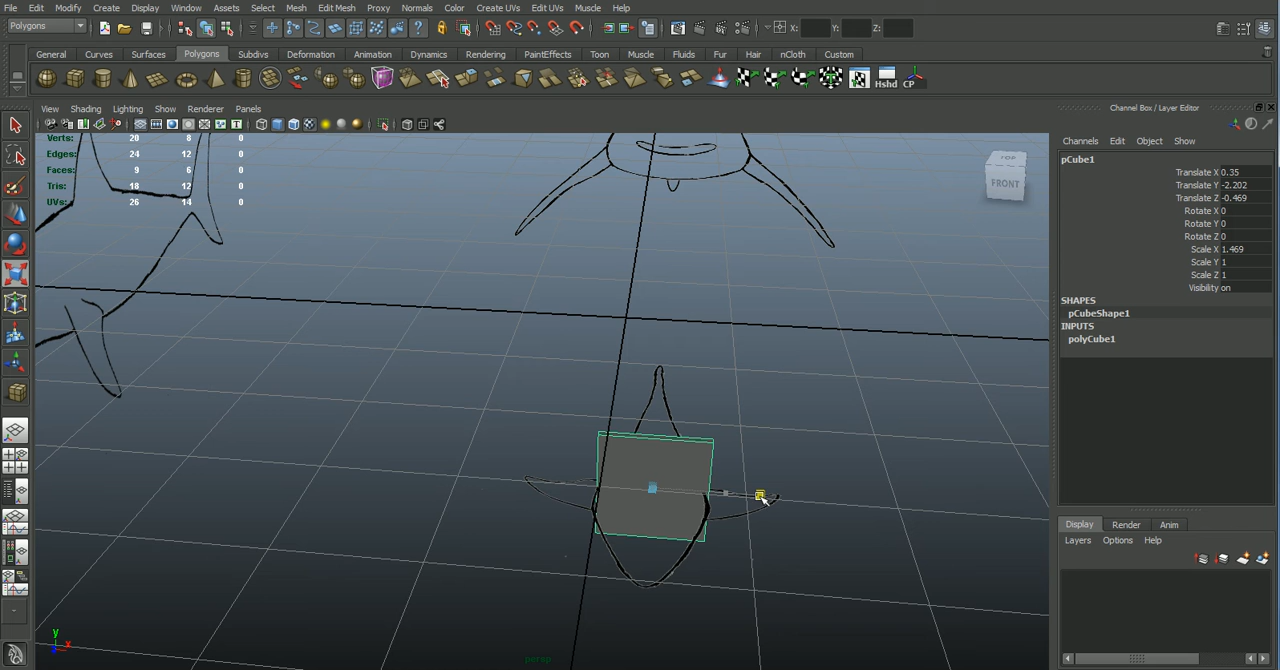 File Edit Modify Create Display Window Assets Select Mesh Edit Mesh Proxy Normals Color Create UVs Edit UVs Muscle Help
Polygons X: Y: Z:
General Curves Surfaces Polygons Subdivs Deformation Animation Dynamics Rendering PaintEffects Toon Muscle Fluids Fur Hair nCloth Custom
Hshd CP
View Shading Lighting Show Renderer Panels
Channel Box / Layer Editor
Channels Edit Object Show
Verts: 20 8 0
Edges: 24 12 0
Faces: 9 6 0
Tris: 18 12 0
UVs: 26 14 0
TOP
FRONT
pCube1
Translate X 0.35
Translate Y -2.202
Translate Z -0.469
Rotate X 0
Rotate Y 0
Rotate Z 0
Scale X 1.469
Scale Y 1
Scale Z 1
Visibility on
SHAPES
pCubeShape1
INPUTS
polyCube1
Display Render Anim
Layers Options Help
y
x
persp